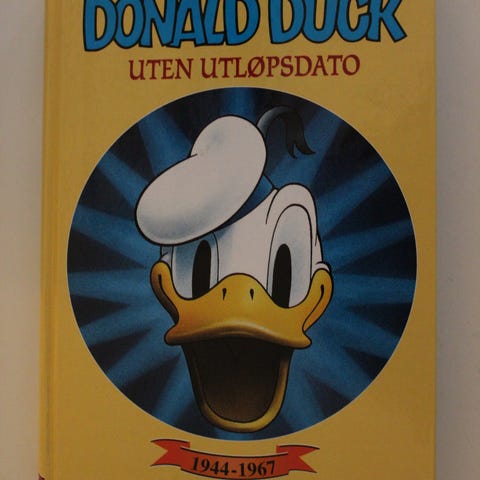 DONALD DUCK
UTEN UTLØPSDATO
1944-1967